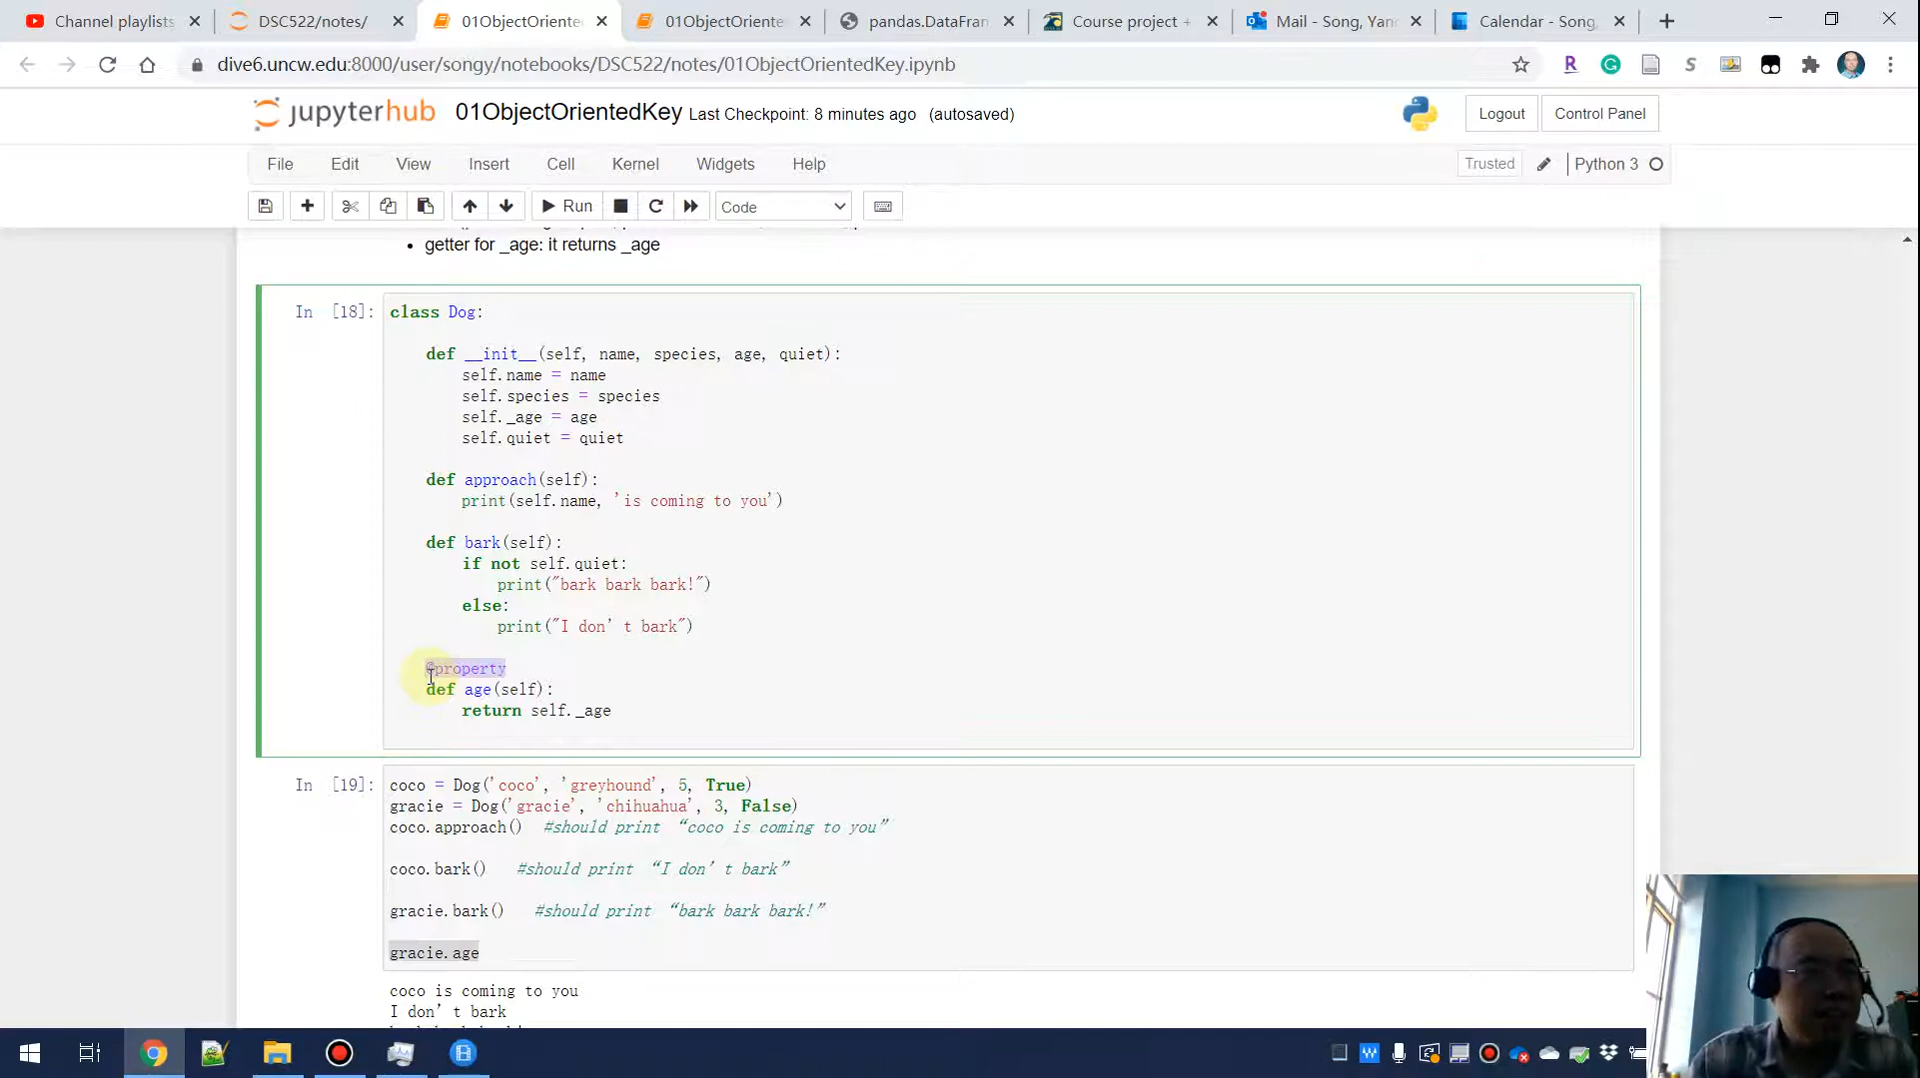 Channel playlists
DSC522/notes/
01ObjectOriente
01ObjectOriente
pandas.DataFran
Course project +
Mail - Song, Yan
Calendar - Song,
dive6.uncw.edu:8000/user/songy/notebooks/DSC522/notes/01ObjectOrientedKey.ipynb
jupyterhub 01ObjectOrientedKey Last Checkpoint: 8 minutes ago (autosaved)
Logout
Control Panel
File Edit View Insert Cell Kernel Widgets Help
Trusted
Python 3
Run
Code
• getter for _age: it returns _age
In [18]:
class Dog:
def __init__(self, name, species, age, quiet):
self.name = name
self.species = species
self._age = age
self.quiet = quiet
def approach(self):
print(self.name, 'is coming to you')
def bark(self):
if not self.quiet:
print("bark bark bark!")
else:
print("I don't bark")
@property
def age(self):
return self._age
In [19]:
coco = Dog('coco', 'greyhound', 5, True)
gracie = Dog('gracie', 'chihuahua', 3, False)
coco.approach() #should print “coco is coming to you”
coco.bark() #should print “I don't bark”
gracie.bark() #should print “bark bark bark!”
gracie.age
coco is coming to you
I don't bark